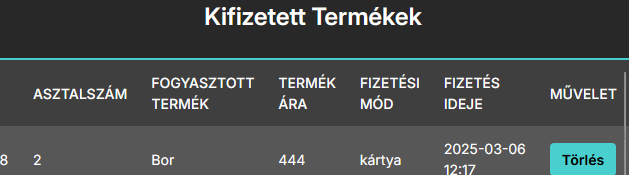 Kifizetett Termékek
ASZTALSZÁM FOGYASZTOTT TERMÉK TERMÉK ÁRA FIZETÉSI MÓD FIZETÉS IDEJE MŰVELET
8 2 Bor 444 kártya 2025-03-06 12:17 Törlés